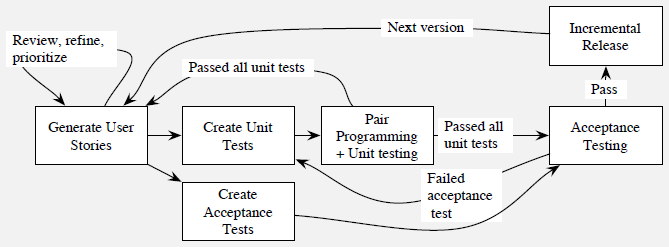 Review, refine,
prioritize
Next version
Incremental
Release
Passed all unit tests
Pass
Generate User
Stories
Create Unit
Tests
Pair
Programming
+ Unit testing
Passed all
unit tests
Acceptance
Testing
Failed
acceptance
test
Create
Acceptance
Tests